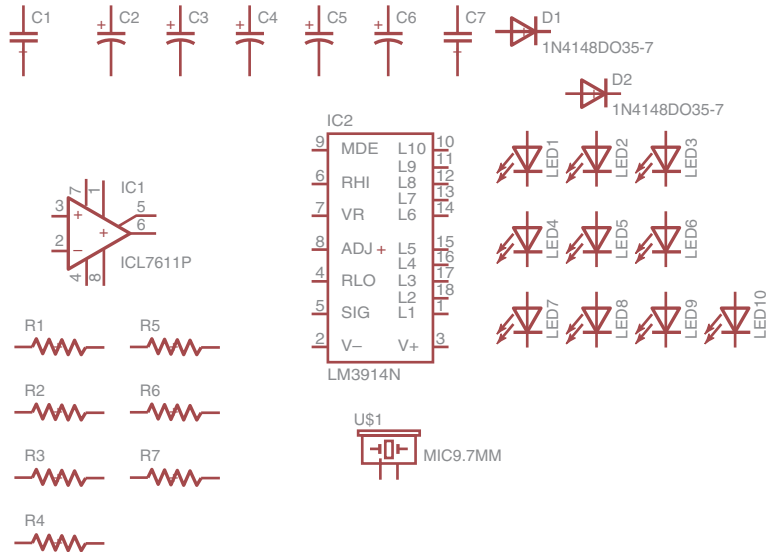 C1 C2 C3 C4 C5 C6 C7 D1
+ + + + +
1N4148DO35-7
D2
1N4148DO35-7
IC2
9 MDE L10 10
L9 11
6 RHI L8 12
L7 13
7 VR L6 14
8 ADJ + L5 15
L4 16
4 RLO L3 17
L2 18
5 SIG L1 1
2 V– V+ 3
LM3914N
LED1 LED2 LED3
LED4 LED5 LED6
LED7 LED8 LED9 LED10
7 1 IC1
3 + 5
+ 6
2 –
4 8 ICL7611P
R1 R5
R2 R6
R3 R7
R4
U$1
MIC9.7MM